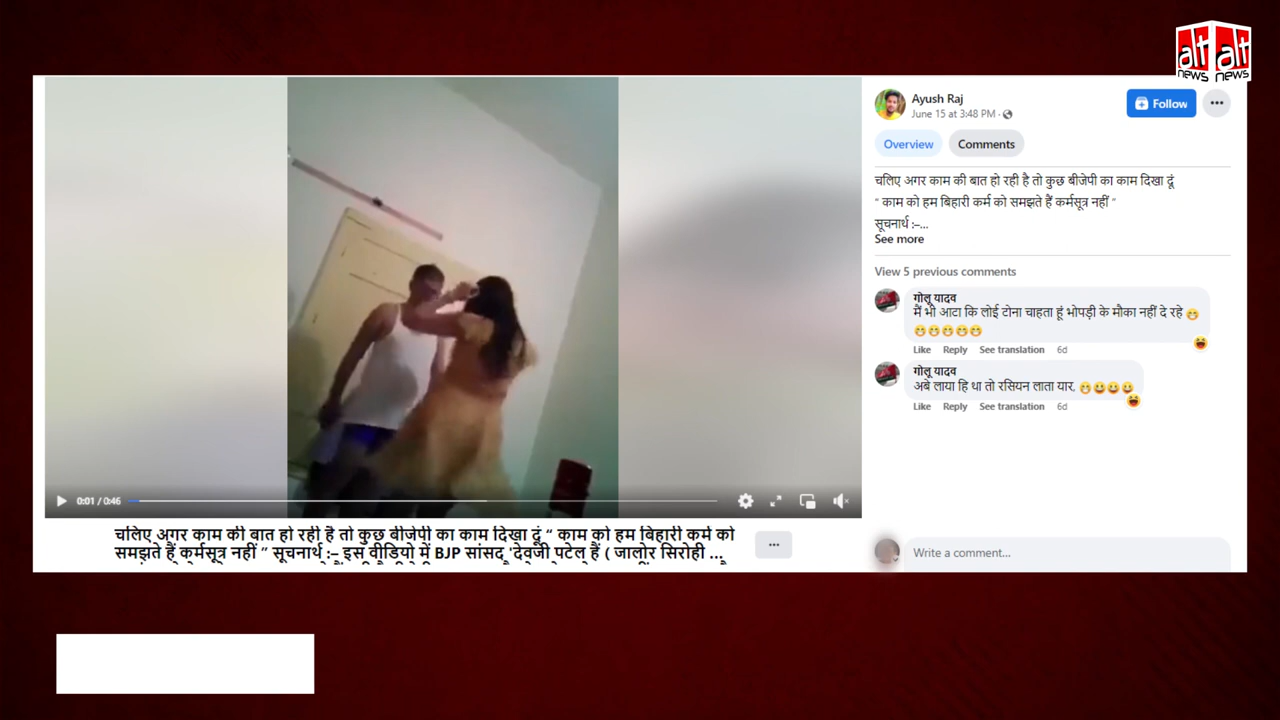 alt alt
news news
Ayush Raj
June 15 at 3:48 PM ·
Follow
Overview
Comments
चलिए अगर काम की बात हो रही है तो कुछ बीजेपी का काम दिखा दूं
“ काम को हम बिहारी कर्म को समझते हैं कर्मसूत्र नहीं ”
सूचनार्थ :–...
See more
View 5 previous comments
गोलू यादव
मैं भी आटा कि लोई टोना चाहता हूं भोपड़ी के मौका नहीं दे रहे 😁
😁😁😁😁😁
Like Reply See translation 6d
गोलू यादव
अबे लाया हि था तो रसियन लाता यार, 😁😀😀😀
Like Reply See translation 6d
Write a comment...
0:01 / 0:46
चलिए अगर काम की बात हो रही है तो कुछ बीजेपी का काम दिखा दूं “ काम को हम बिहारी कर्म को
समझते हैं कर्मसूत्र नहीं ” सूचनार्थ :– इस वीडियो में BJP सांसद 'देवजी पटेल हैं ( जालोर सिरोही ...